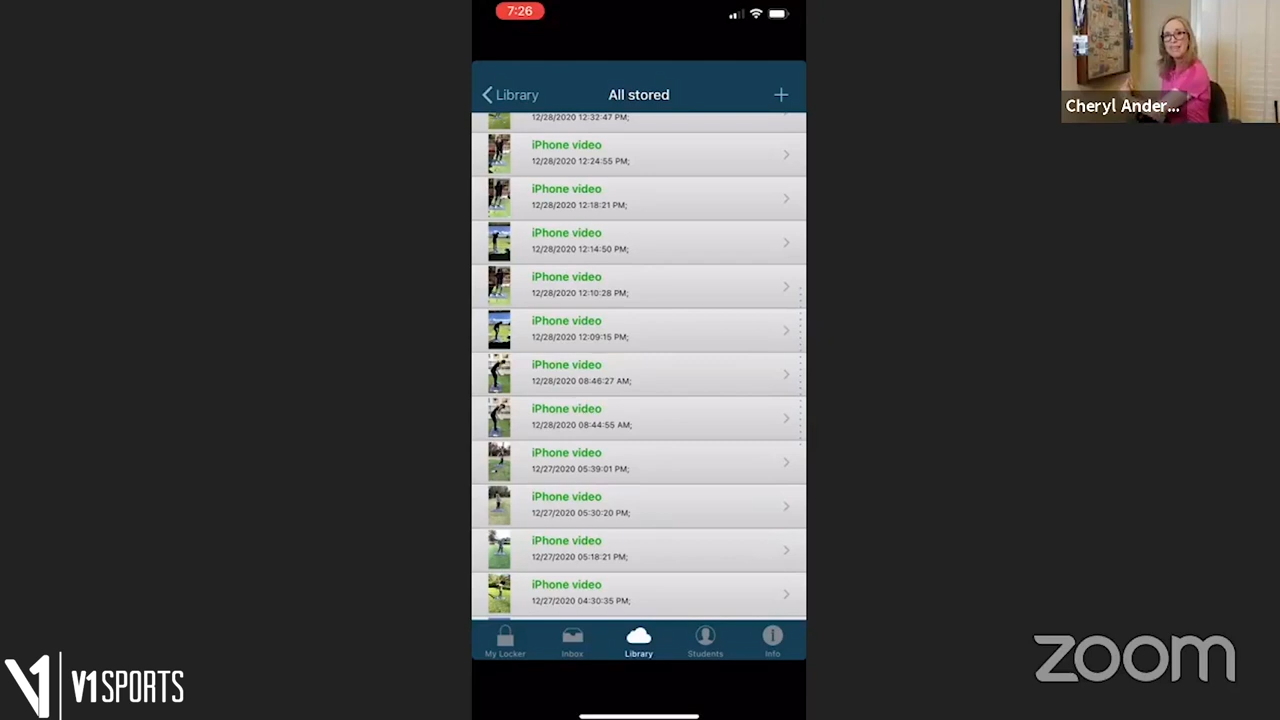 7:26
Library
All stored
12/28/2020 12:32:47 PM;
iPhone video
12/28/2020 12:24:55 PM;
iPhone video
12/28/2020 12:18:21 PM;
iPhone video
12/28/2020 12:14:50 PM;
iPhone video
12/28/2020 12:10:28 PM;
iPhone video
12/28/2020 12:09:15 PM;
iPhone video
12/28/2020 08:46:27 AM;
iPhone video
12/28/2020 08:44:55 AM;
iPhone video
12/27/2020 05:39:01 PM;
iPhone video
12/27/2020 05:30:20 PM;
iPhone video
12/27/2020 05:18:21 PM;
iPhone video
12/27/2020 04:30:35 PM;
My Locker
Inbox
Library
Students
Info
Cheryl Ander...
V1 V1 SPORTS
zoom